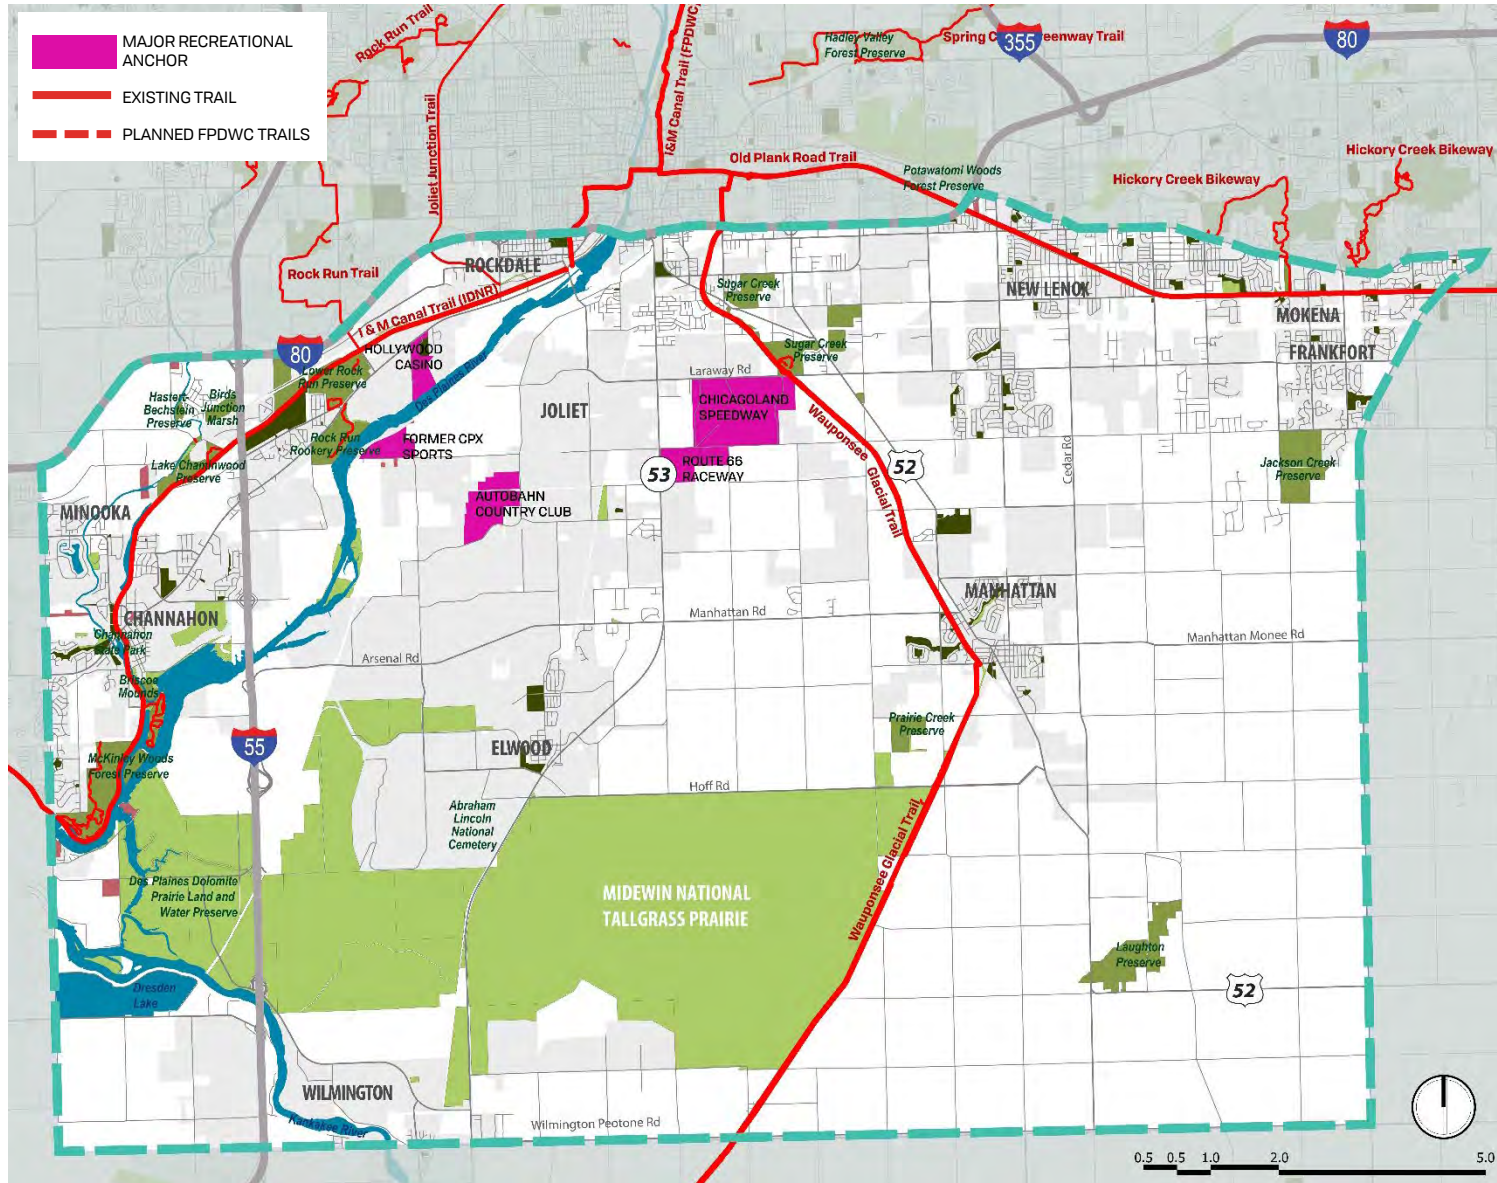 MAJOR RECREATIONAL
ANCHOR
EXISTING TRAIL
PLANNED FPDWC TRAILS
Rock Run Trail
Joliet Junction Trail
I&M Canal Trail (FPDWC)
Hadley Valley
Forest Preserve
355
80
Old Plank Road Trail
Potawatomi Woods
Forest Preserve
Hickory Creek Bikeway
Hickory Creek Bikeway
Rock Run Trail
ROCKDALE
I & M Canal Trail (IDNR)
Sugar Creek
Preserve
NEW LENOX
MOKENA
FRANKFORT
80
HOLLYWOOD
CASINO
Lower Rock
Run Preserve
Des Plaines River
Sugar Creek
Preserve
Laraway Rd
CHICAGOLAND
SPEEDWAY
Hastert-
Bechstein
Preserve
Birds
Junction
Marsh
JOLIET
Wauponsee Glacial Trail
Rock Run
Rookery Preserve
FORMER CPX
SPORTS
Cedar Rd
Lake Chaminwood
Preserve
53
ROUTE 66
RACEWAY
52
Jackson Creek
Preserve
AUTOBAHN
COUNTRY CLUB
MINOOKA
MANHATTAN
CHANNAHON
Manhattan Rd
Manhattan Monee Rd
Channahon
State Park
Arsenal Rd
Briscoe
Mounds
Prairie Creek
Preserve
55
ELWOOD
McKinley Woods
Forest Preserve
Hoff Rd
Abraham
Lincoln
National
Cemetery
Wauponsee Glacial Trail
Des Plaines Dolomite
Prairie Land and
Water Preserve
MIDEWIN NATIONAL
TALLGRASS PRAIRIE
Laughton
Preserve
Dresden
Lake
52
WILMINGTON
Kankakee River
Wilmington Peotone Rd
0.5 0.5 1.0 2.0 5.0